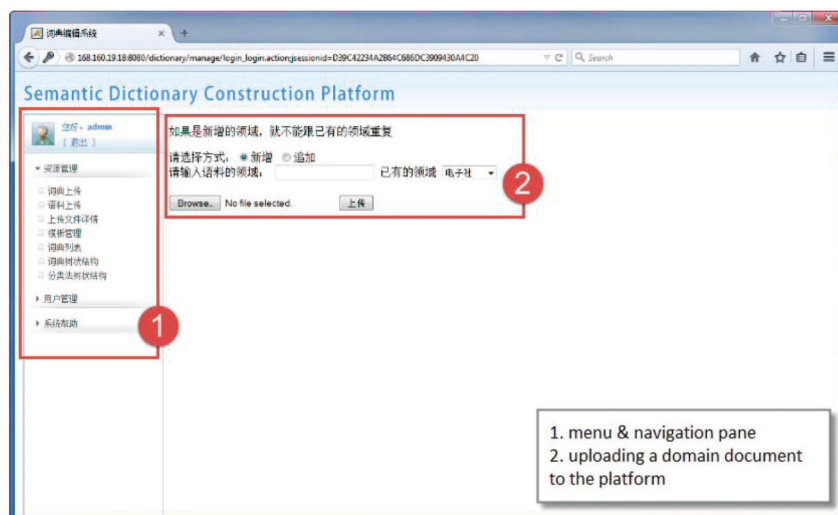 词典编辑系统
168.160.19.18:8080/dictionary/manage/login_login.action;jsessionid=D39C42234A2B64C686DC3909430A4C20
Search
Semantic Dictionary Construction Platform
您好，admin
[ 退出 ]
资源管理
词典上传
语料上传
上传文件详情
模板管理
词典列表
词典树状结构
分类法树状结构
用户管理
系统帮助
1
如果是新增的领域，就不能跟已有的领域重复
请选择方式： 新增 追加
请输入语料的领域： 已有的领域 电子社
Browse.. No file selected. 上传
2
1. menu & navigation pane
2. uploading a domain document
to the platform